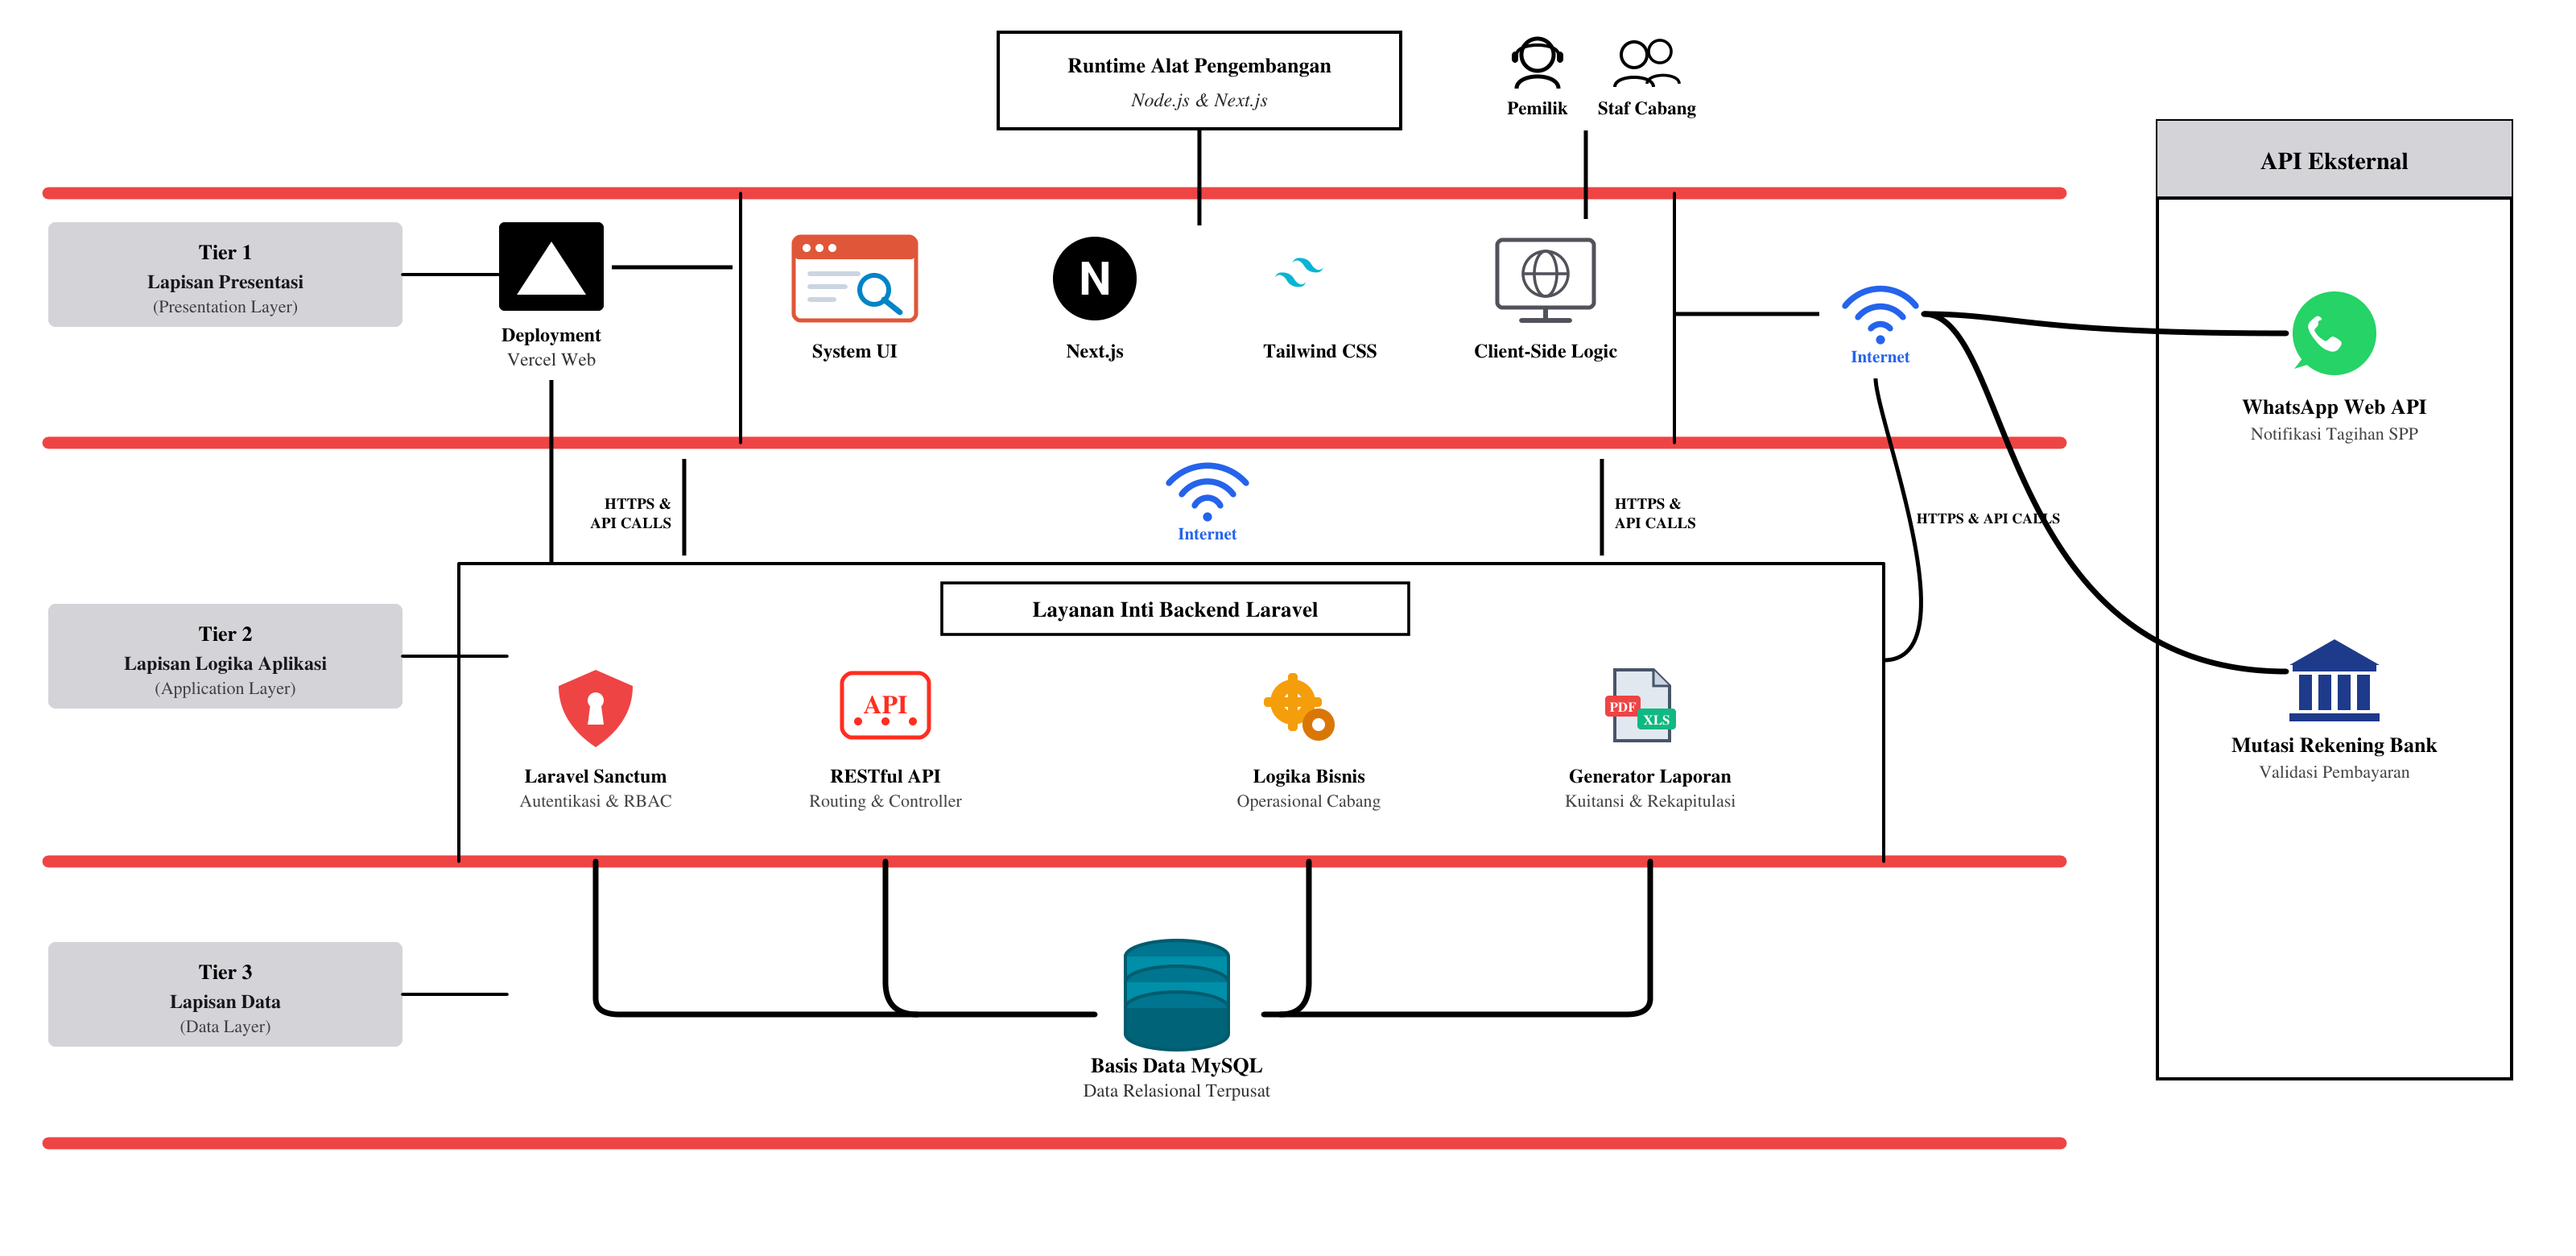 Runtime Alat Pengembangan
Node.js & Next.js
Pemilik
Staf Cabang
API Eksternal
Tier 1
Lapisan Presentasi
(Presentation Layer)
Deployment
Vercel Web
System UI
N
Next.js
Tailwind CSS
Client-Side Logic
Internet
WhatsApp Web API
Notifikasi Tagihan SPP
HTTPS &
API CALLS
Internet
HTTPS &
API CALLS
HTTPS & API CALLS
Tier 2
Lapisan Logika Aplikasi
(Application Layer)
Layanan Inti Backend Laravel
API
PDF
XLS
Laravel Sanctum
Autentikasi & RBAC
RESTful API
Routing & Controller
Logika Bisnis
Operasional Cabang
Generator Laporan
Kuitansi & Rekapitulasi
Mutasi Rekening Bank
Validasi Pembayaran
Tier 3
Lapisan Data
(Data Layer)
Basis Data MySQL
Data Relasional Terpusat